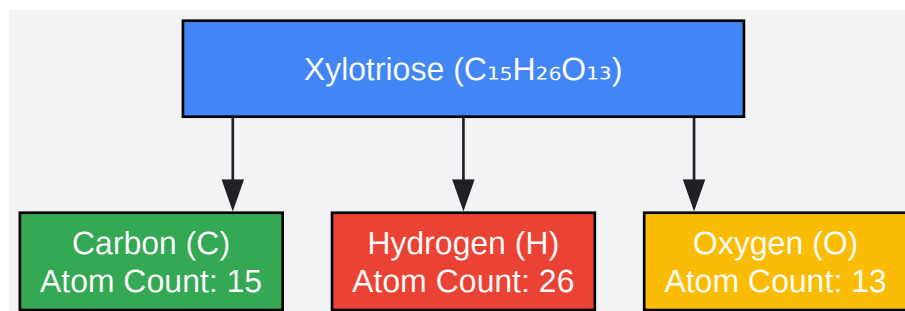 Xylotriose (C₁₅H₂₆O₁₃)
Carbon (C)
Atom Count: 15
Hydrogen (H)
Atom Count: 26
Oxygen (O)
Atom Count: 13